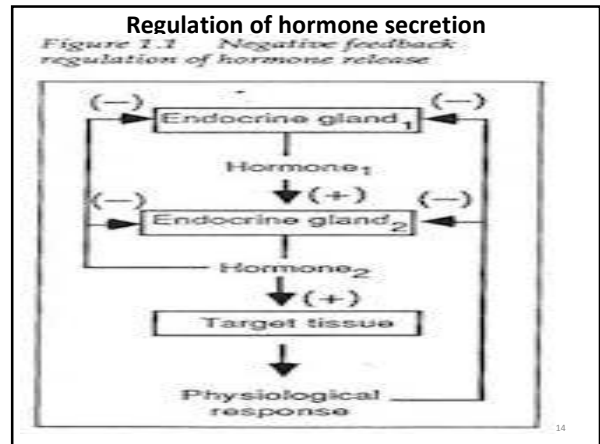 Regulation of hormone secretion
Figure 1.1 Negative feedback
regulation of hormone release
(−) (−)
Endocrine gland₁
Hormone₁
(+)
(−) (−)
Endocrine gland₂
Hormone₂
(+)
Target tissue
Physiological
response
14